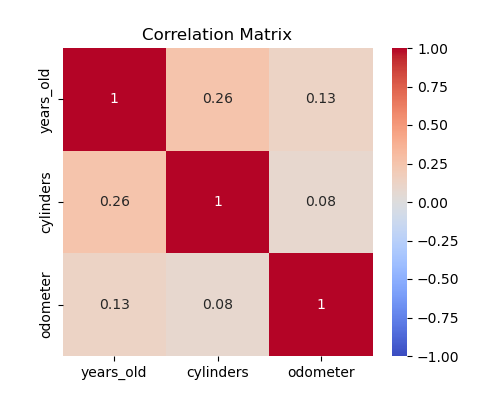 Correlation Matrix
years_old
1
0.26
0.13
cylinders
0.26
1
0.08
odometer
0.13
0.08
1
years_old
cylinders
odometer
1.00
0.75
0.50
0.25
0.00
−0.25
−0.50
−0.75
−1.00